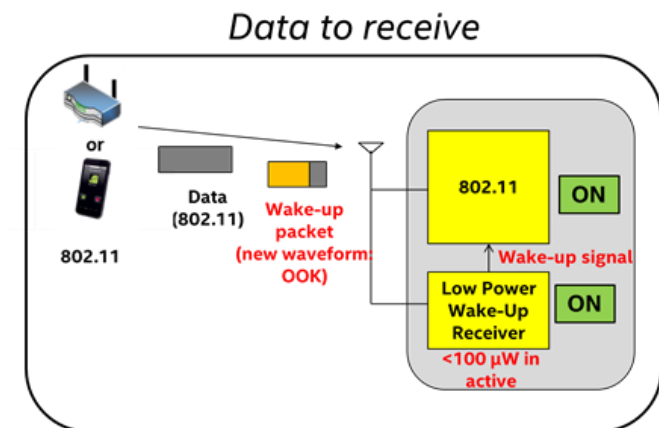 Data to receive
or
802.11
Data
(802.11)
Wake-up
packet
(new waveform:
OOK)
802.11
ON
Wake-up signal
Low Power
Wake-Up
Receiver
ON
<100 μW in
active